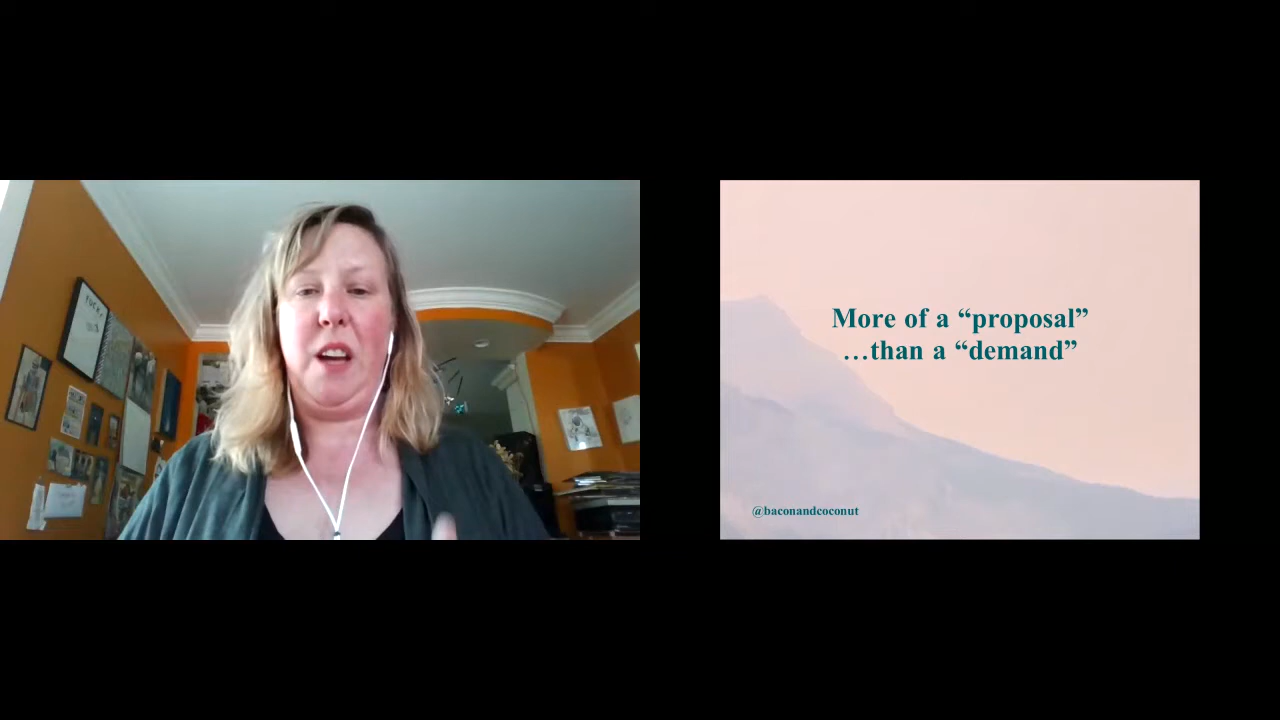 More of a “proposal”
…than a “demand”
@baconandcoconut